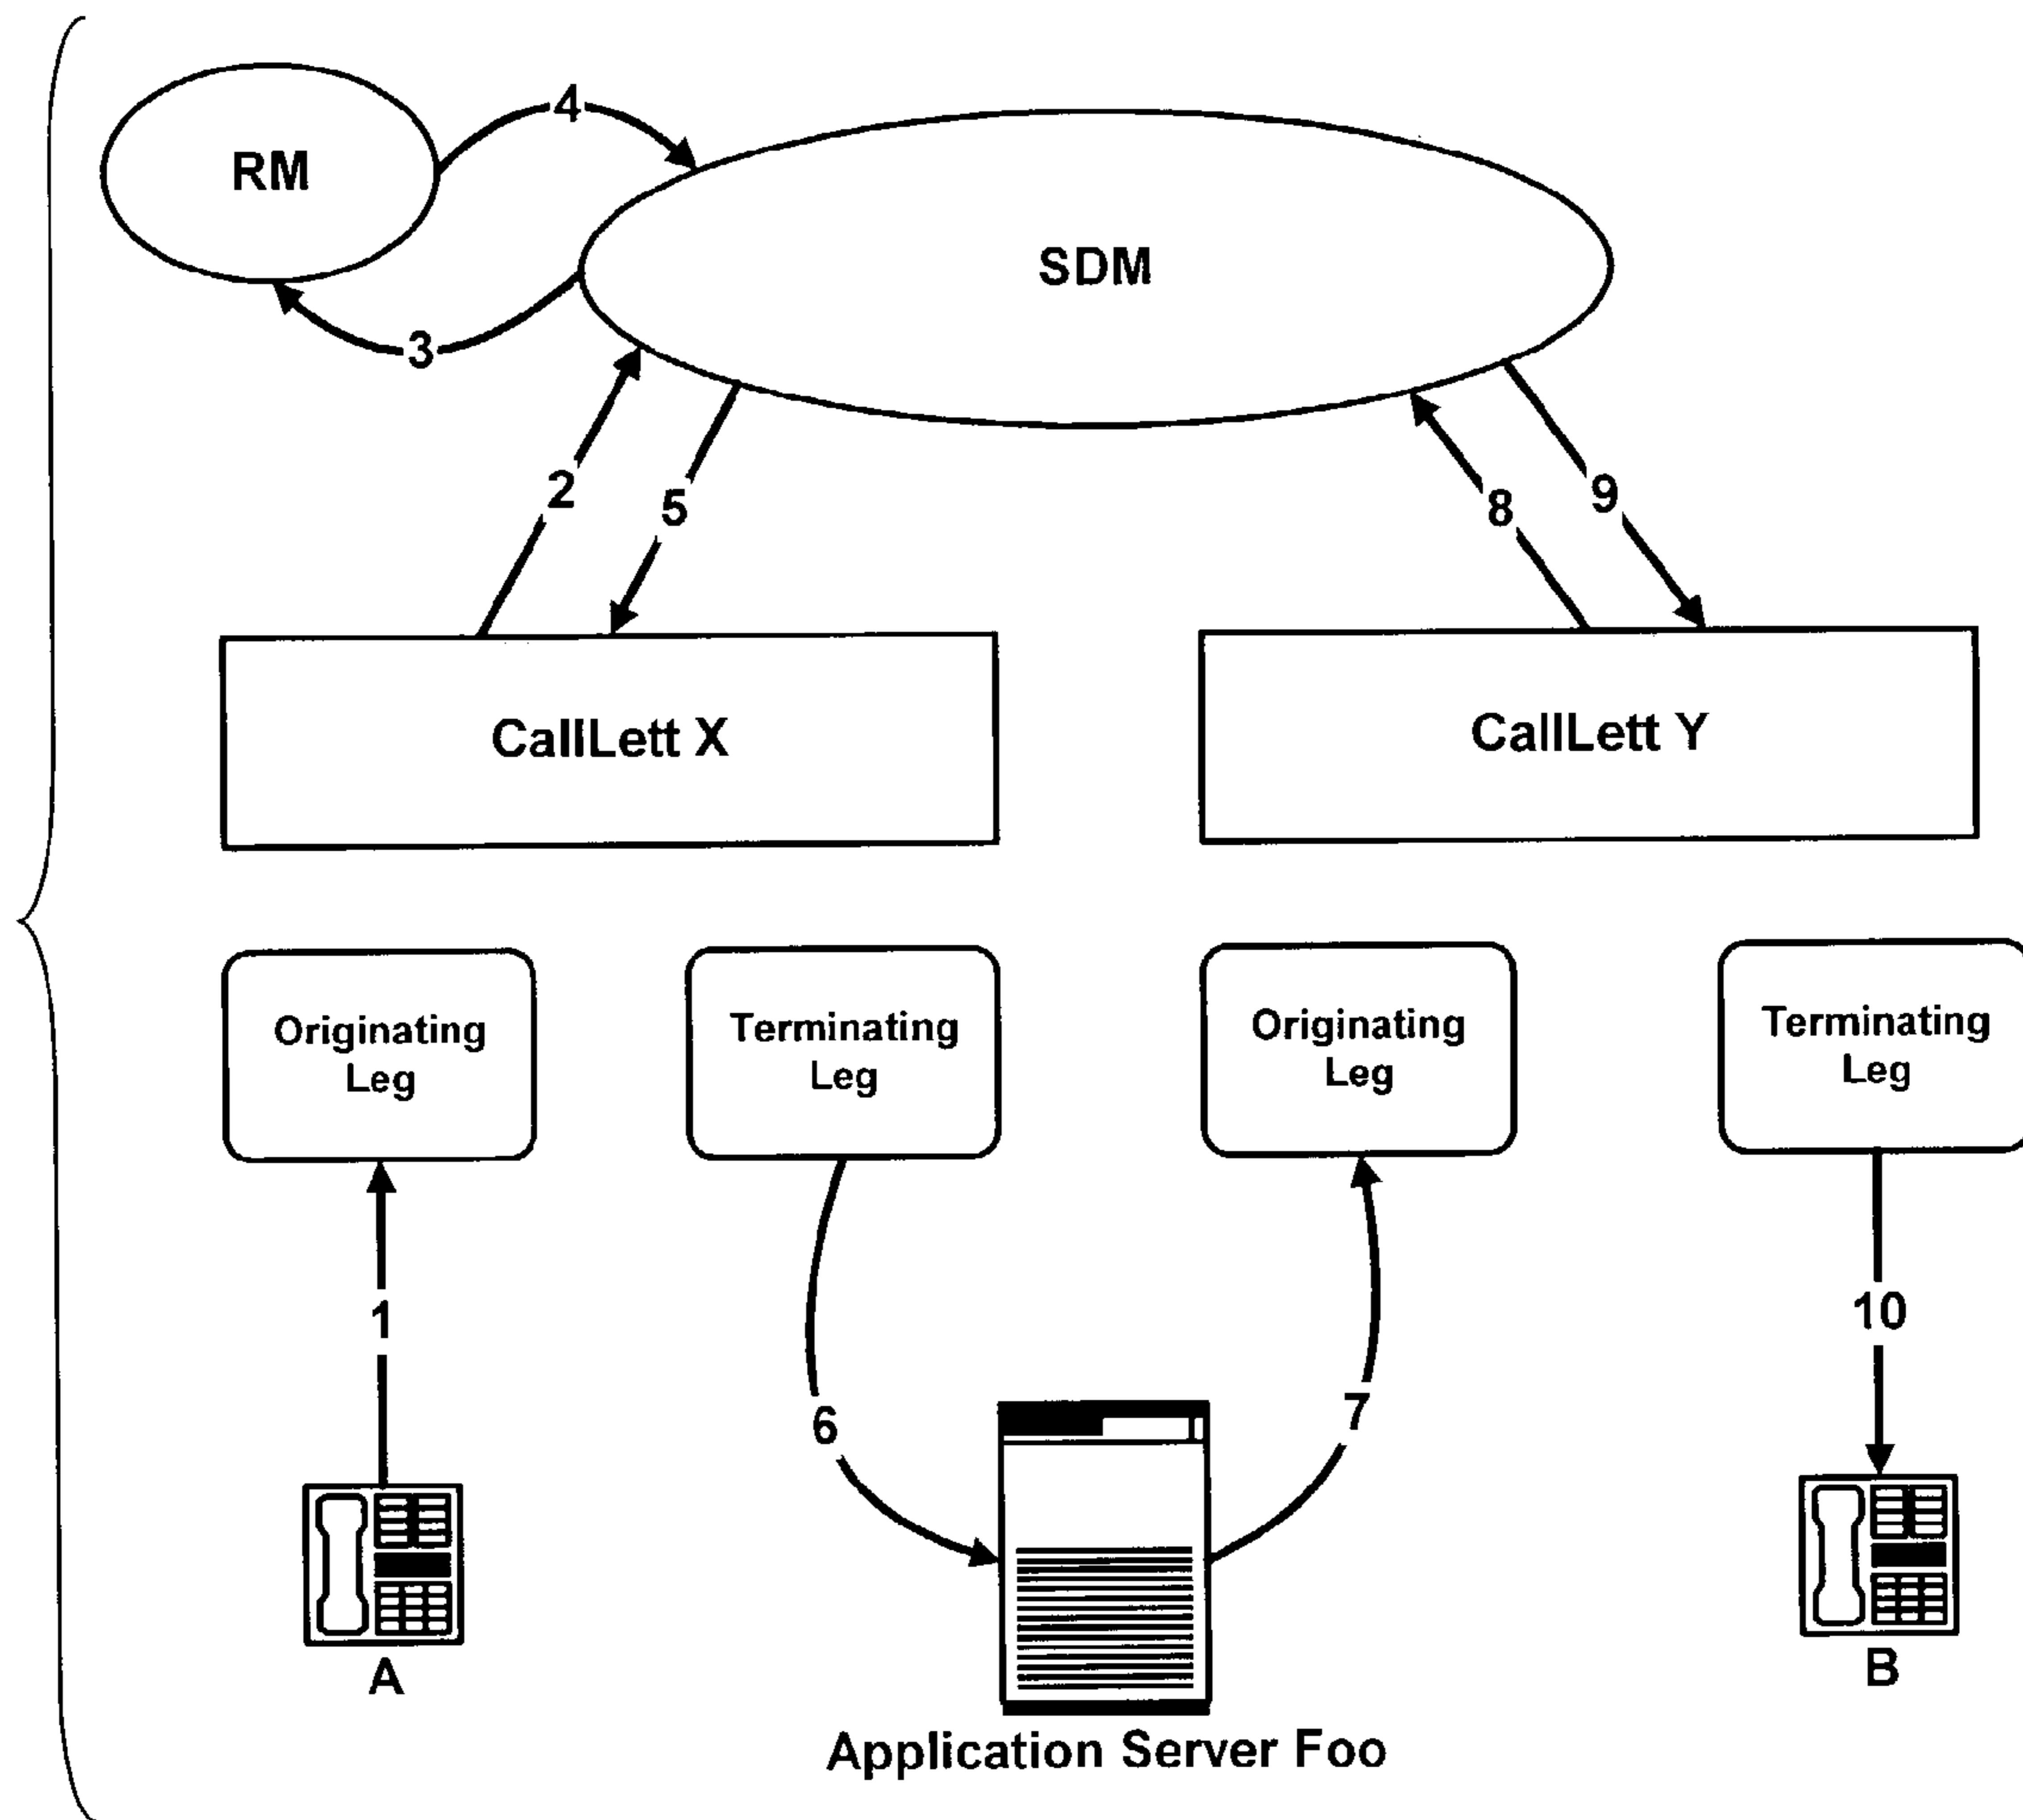 4
RM
SDM
3
2
5
8
9
CallLett X
CallLett Y
Originating
Leg
Terminating
Leg
Originating
Leg
Terminating
Leg
1
10
6
7
A
B
Application Server Foo